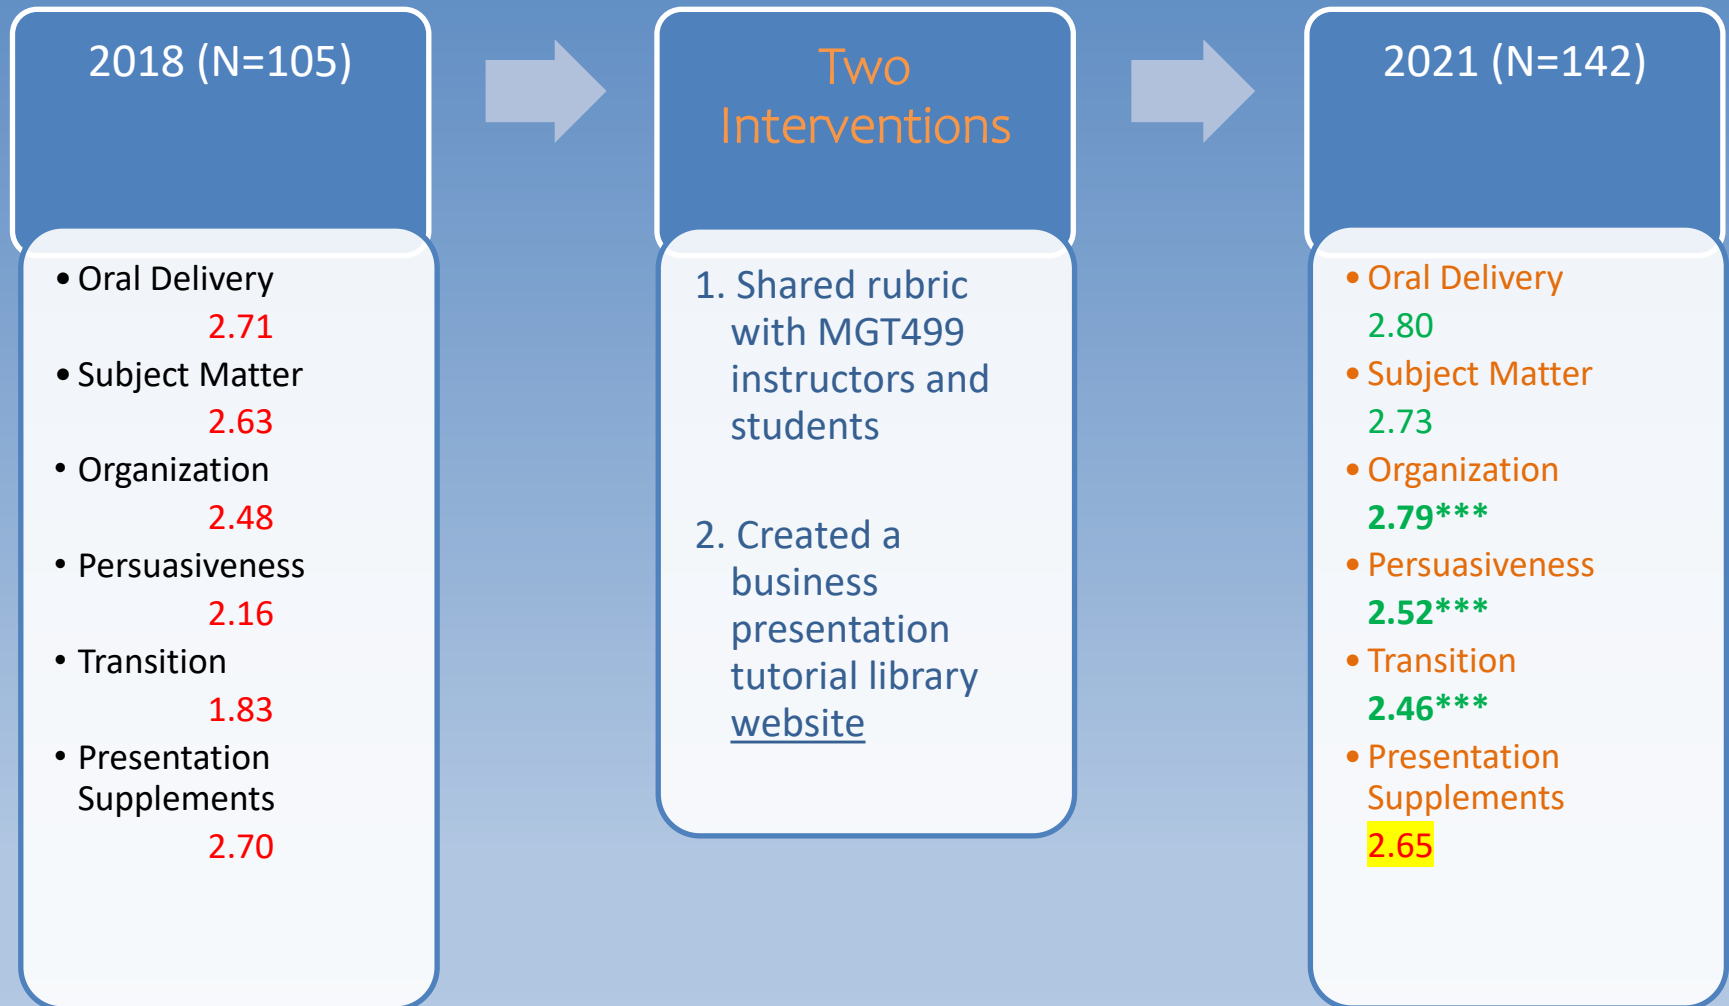 2018 (N=105)
• Oral Delivery
2.71
• Subject Matter
2.63
• Organization
2.48
• Persuasiveness
2.16
• Transition
1.83
• Presentation
Supplements
2.70
Two
Interventions
1. Shared rubric
with MGT499
instructors and
students
2. Created a
business
presentation
tutorial library
website
2021 (N=142)
• Oral Delivery
2.80
• Subject Matter
2.73
• Organization
2.79***
• Persuasiveness
2.52***
• Transition
2.46***
• Presentation
Supplements
2.65